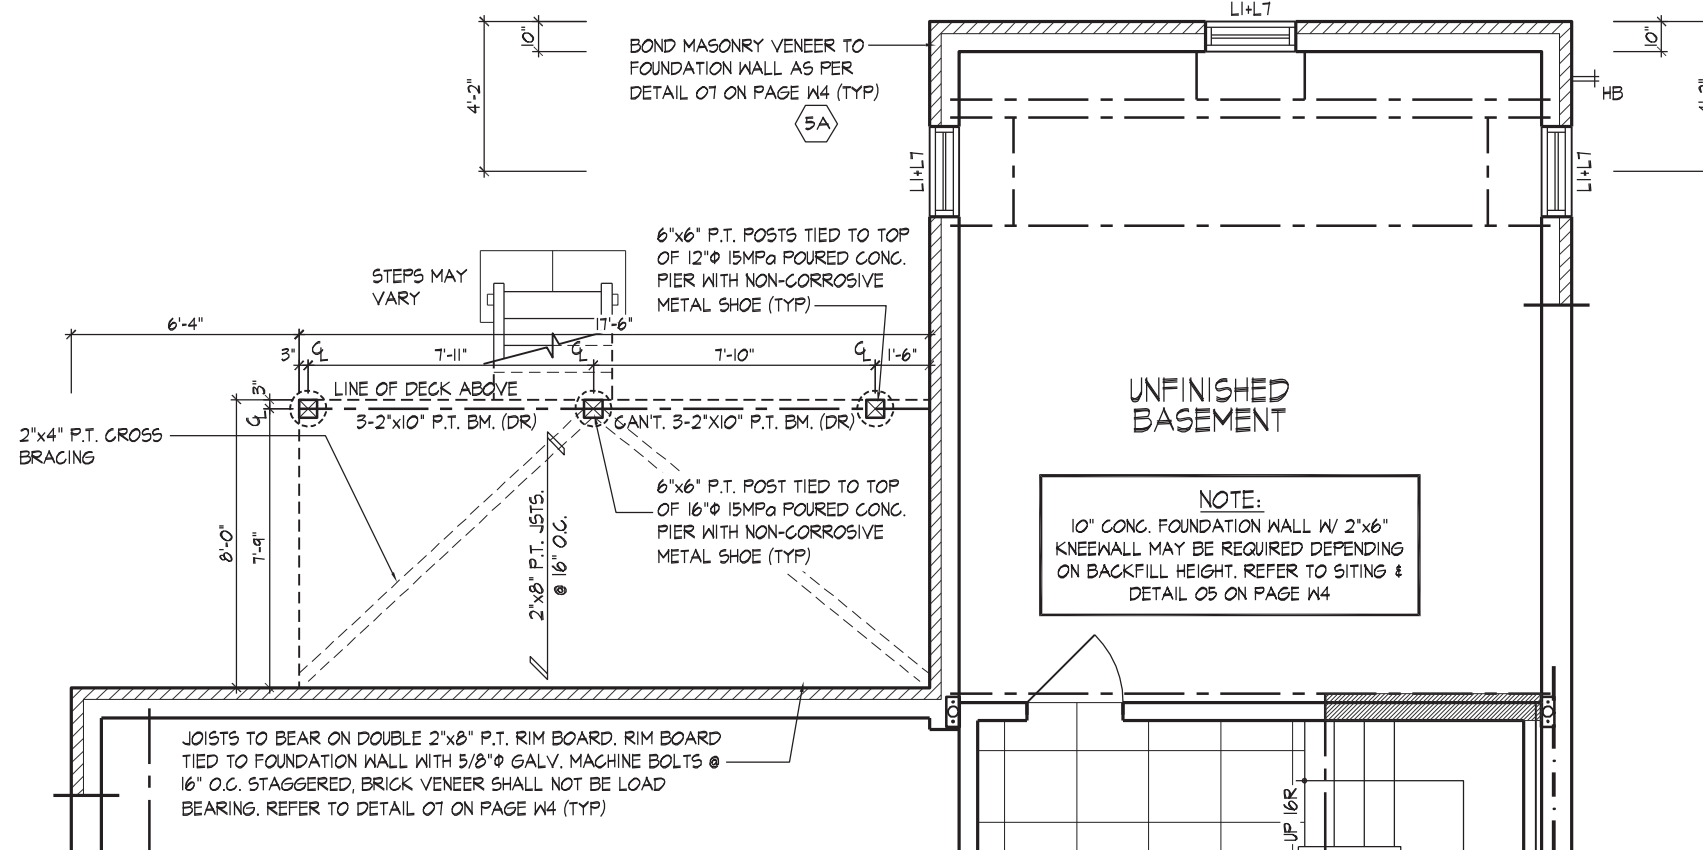 L1+L7
10"
4'-2"
BOND MASONRY VENEER TO
FOUNDATION WALL AS PER
DETAIL 07 ON PAGE W4 (TYP)
5A
10"
HB
L1+L7
L1+L7
6"x6" P.T. POSTS TIED TO TOP
OF 12"Φ 15MPa POURED CONC.
PIER WITH NON-CORROSIVE
METAL SHOE (TYP)
STEPS MAY
VARY
6'-4"
17'-6"
3"
CL
7'-11"
CL
7'-10"
CL
1'-6"
3"
CL
LINE OF DECK ABOVE
3-2"x10" P.T. BM. (DR)
CAN'T. 3-2"X10" P.T. BM. (DR)
2"x4" P.T. CROSS
BRACING
8'-0"
7'-9"
2"x8" P.T. JSTS.
@ 16" O.C.
6"x6" P.T. POST TIED TO TOP
OF 16"Φ 15MPa POURED CONC.
PIER WITH NON-CORROSIVE
METAL SHOE (TYP)
UNFINISHED
BASEMENT
NOTE:
10" CONC. FOUNDATION WALL W/ 2"x6"
KNEEWALL MAY BE REQUIRED DEPENDING
ON BACKFILL HEIGHT. REFER TO SITING &
DETAIL 05 ON PAGE W4
JOISTS TO BEAR ON DOUBLE 2"x8" P.T. RIM BOARD. RIM BOARD
TIED TO FOUNDATION WALL WITH 5/8"Φ GALV. MACHINE BOLTS @
16" O.C. STAGGERED, BRICK VENEER SHALL NOT BE LOAD
BEARING. REFER TO DETAIL 07 ON PAGE W4 (TYP)
UP 16R